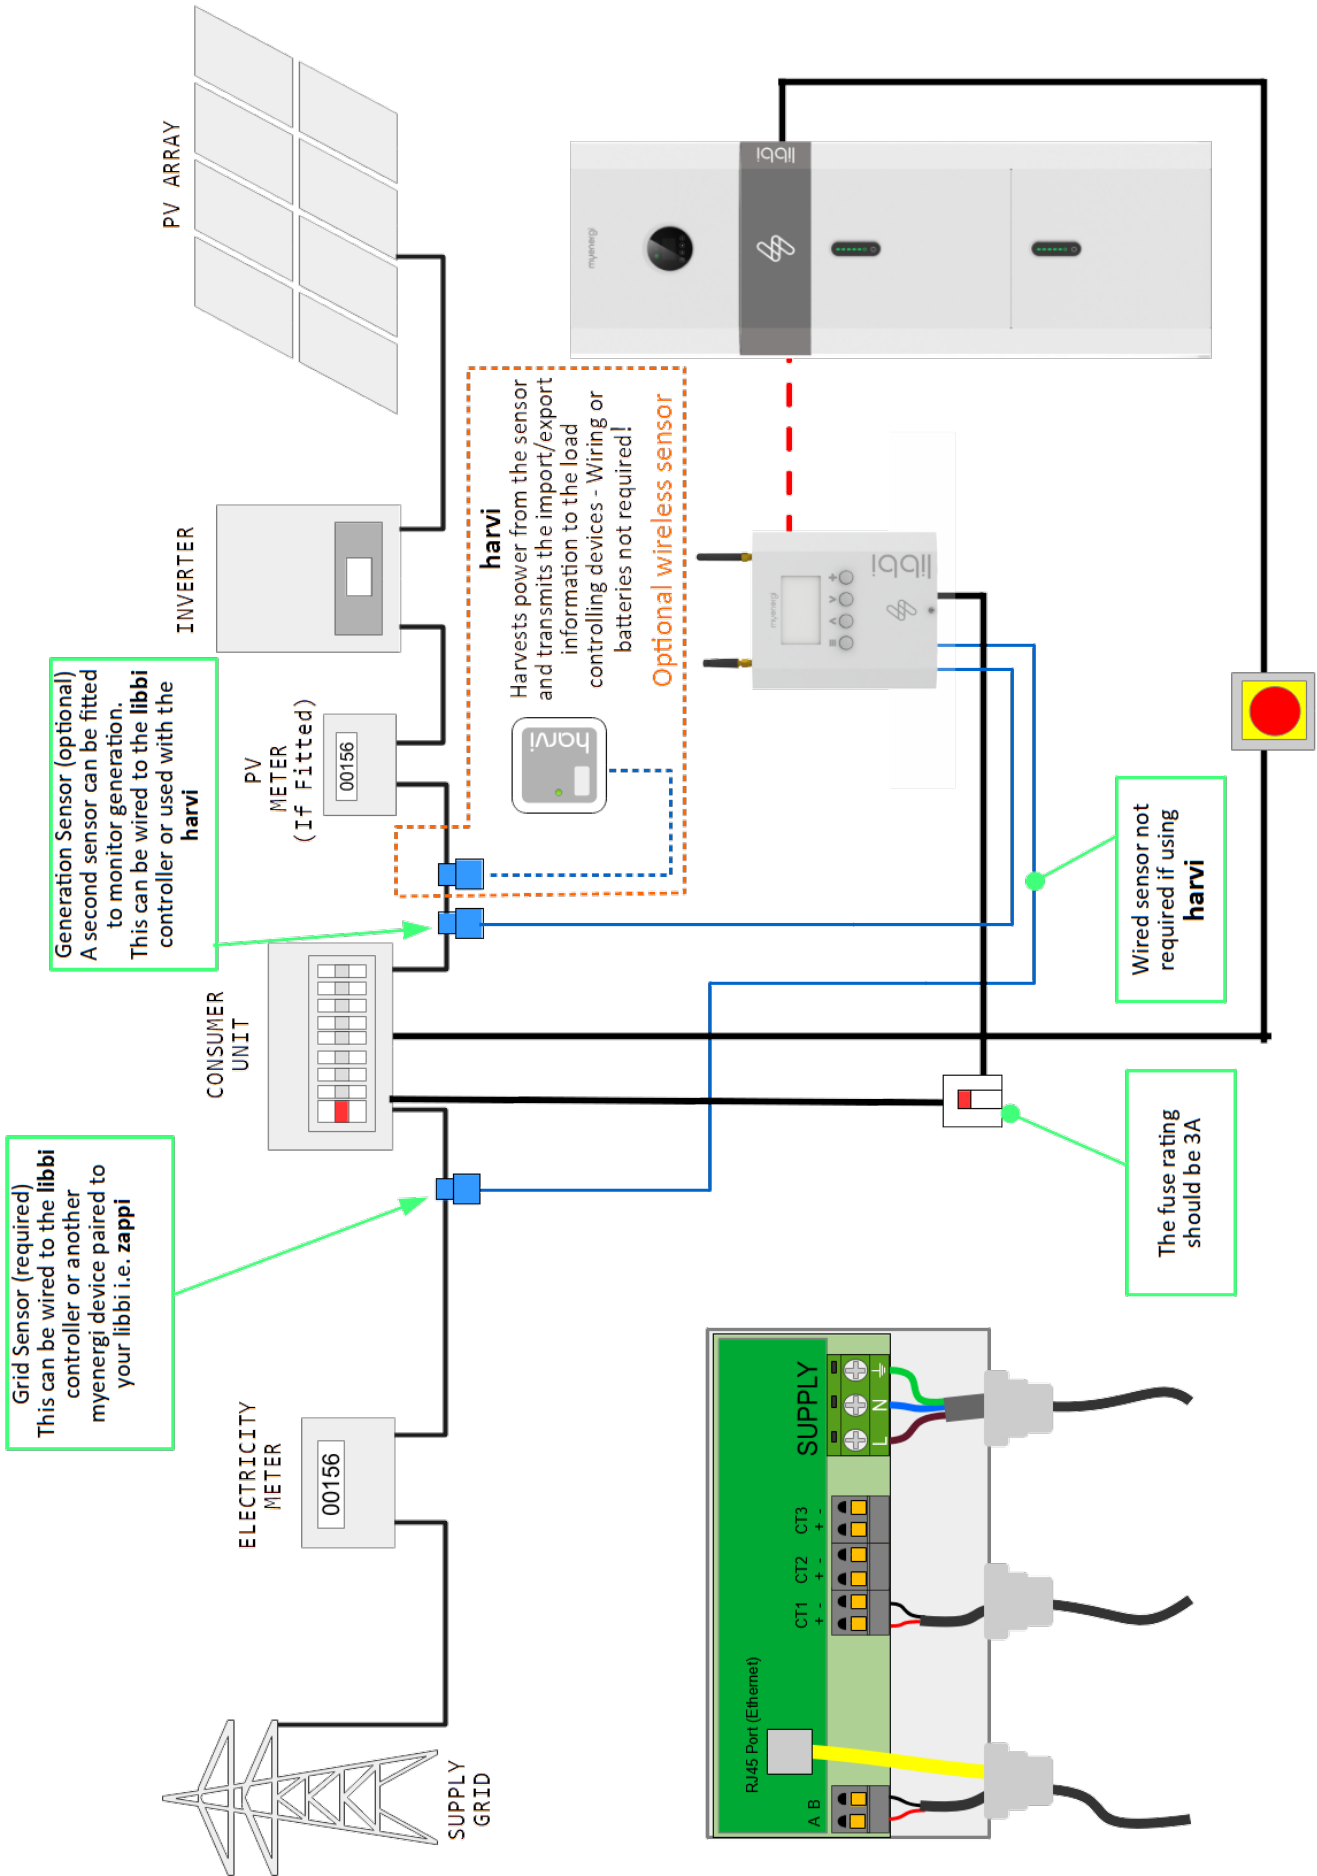 Grid Sensor (required)
This can be wired to the libbi
controller or another
myenergi device paired to
your libbi i.e. zappi
Generation Sensor (optional)
A second sensor can be fitted
to monitor generation.
This can be wired to the libbi
controller or used with the
harvi
SUPPLY
GRID
ELECTRICITY
METER
00156
CONSUMER
UNIT
PV
METER
(If Fitted)
00156
INVERTER
PV ARRAY
harvi
harvi
Harvests power from the sensor
and transmits the import/export
information to the load
controlling devices - Wiring or
batteries not required!
Optional wireless sensor
myenergi
libbi
myenergi
libbi
RJ45 Port (Ethernet)
A B
CT1
+ -
CT2
+ -
CT3
+ -
SUPPLY
L N
The fuse rating
should be 3A
Wired sensor not
required if using
harvi